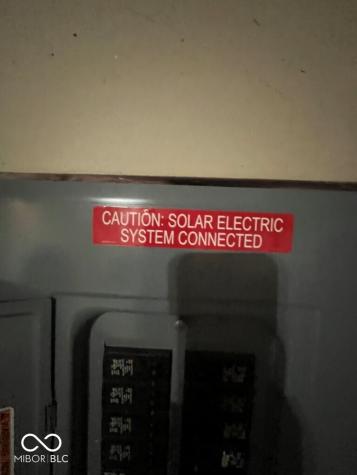 CAUTION: SOLAR ELECTRIC
SYSTEM CONNECTED
MIBOR BLC